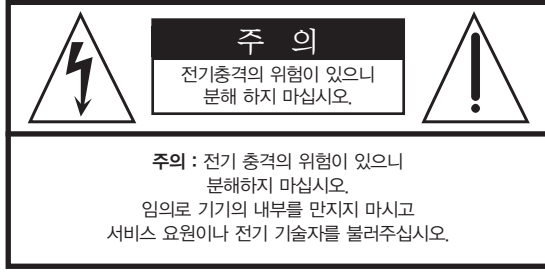 주 의
전기충격의 위험이 있으니
분해 하지 마십시오.
주의 : 전기 충격의 위험이 있으니
분해하지 마십시오.
임의로 기기의 내부를 만지지 마시고
서비스 요원이나 전기 기술자를 불러주십시오.